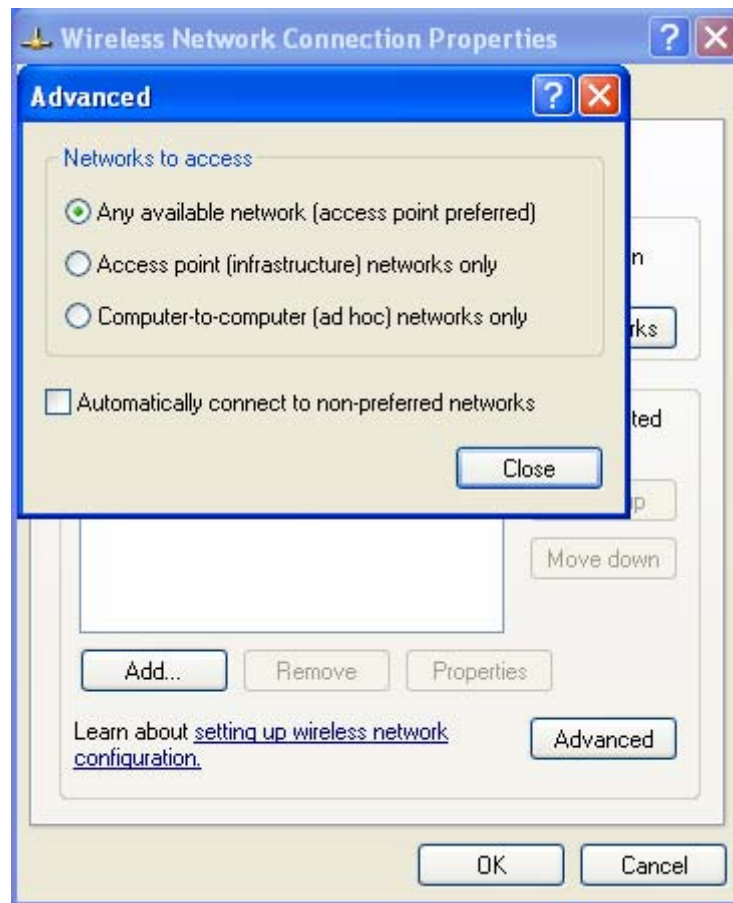 Wireless Network Connection Properties
Advanced
Networks to access
Any available network (access point preferred)
Access point (infrastructure) networks only
Computer-to-computer (ad hoc) networks only
Automatically connect to non-preferred networks
Close
Move down
Add...
Remove
Properties
Learn about setting up wireless network
configuration.
Advanced
OK
Cancel